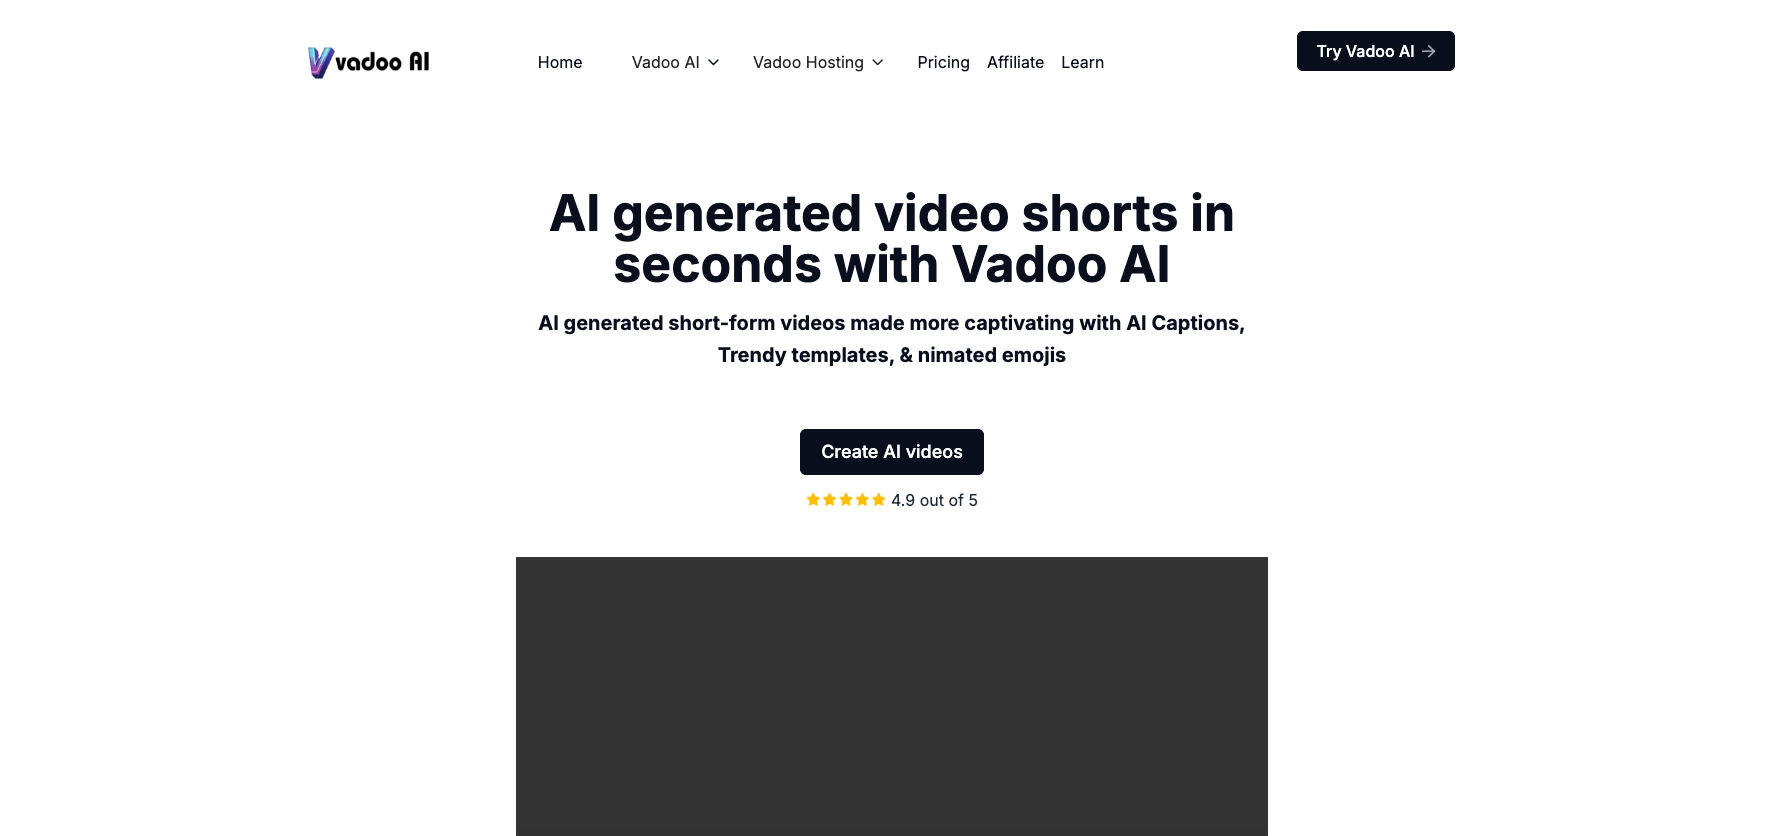 vadoo AI
Home
Vadoo AI
Vadoo Hosting
Pricing
Affiliate
Learn
Try Vadoo AI
AI generated video shorts in
seconds with Vadoo AI
AI generated short-form videos made more captivating with AI Captions,
Trendy templates, & nimated emojis
Create AI videos
4.9 out of 5